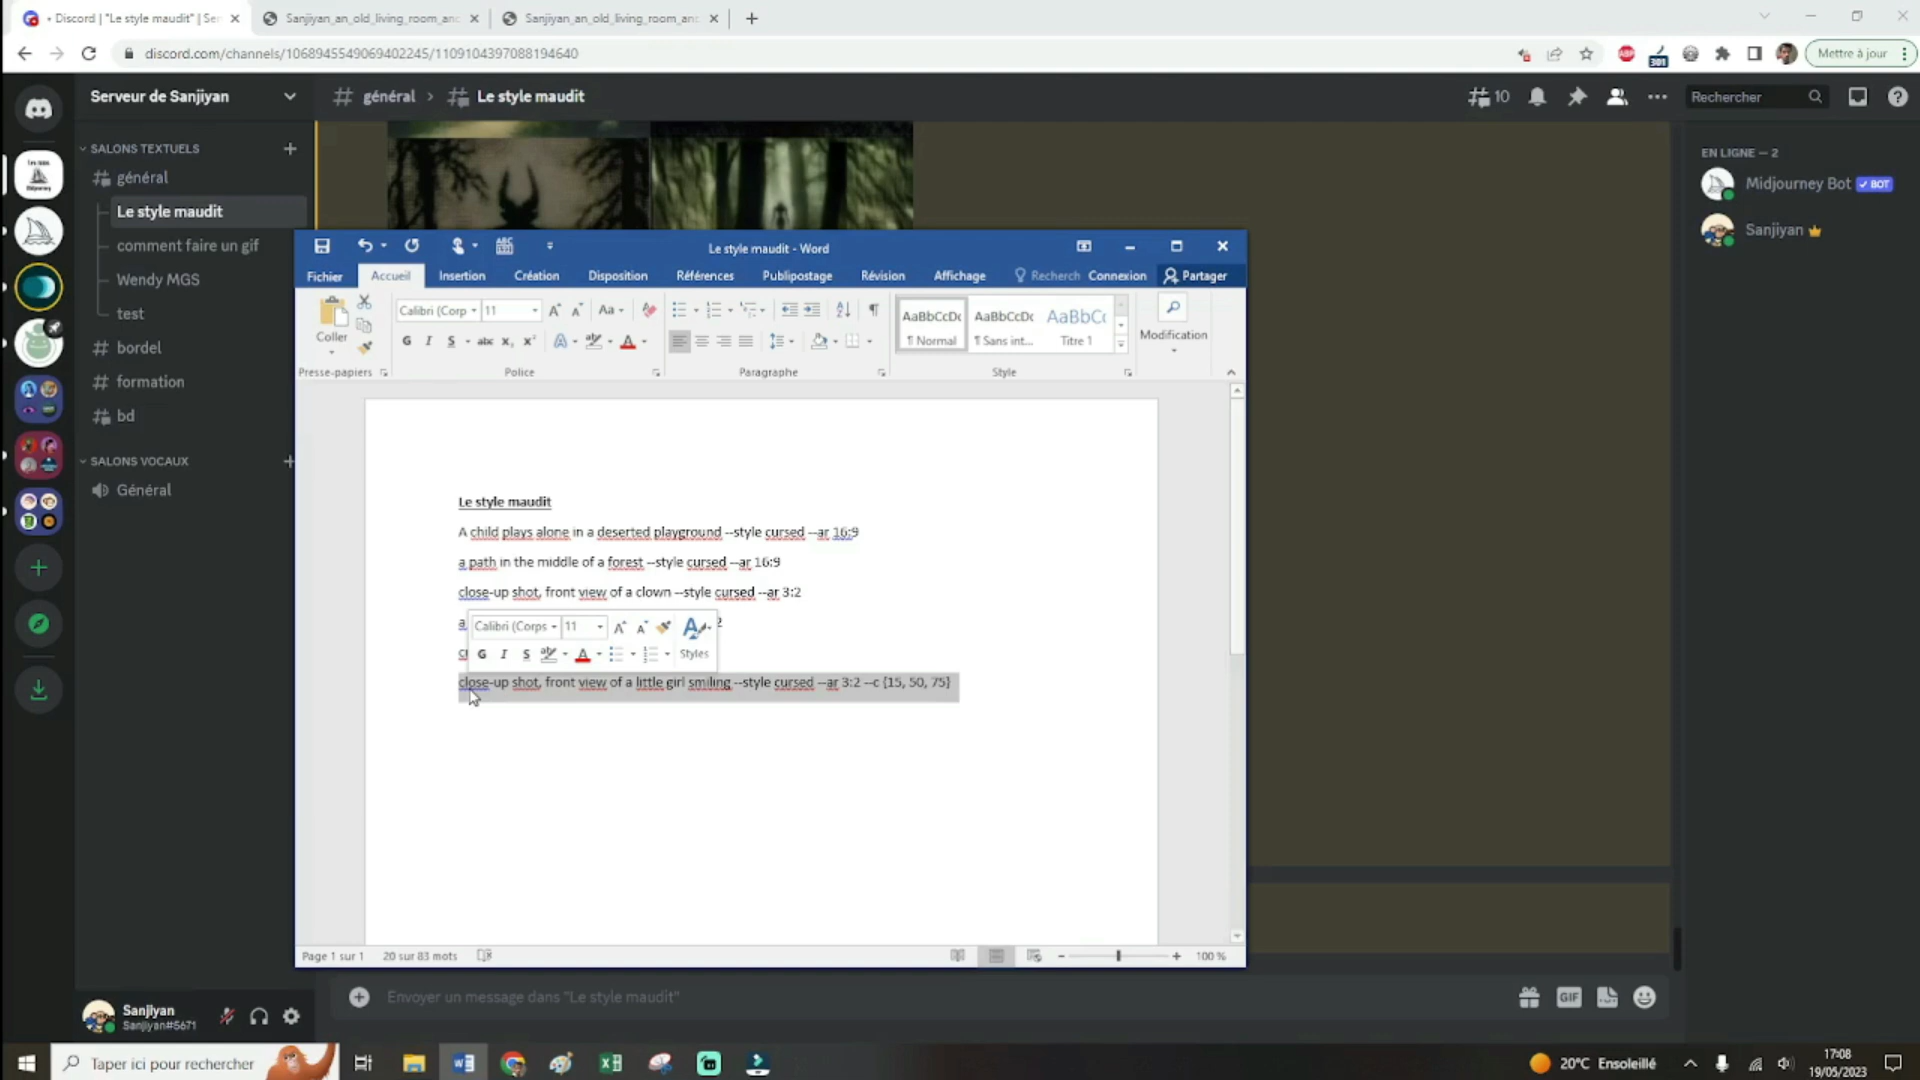 Discord | "Le style maudit" | Ser
Sanjiyan_an_old_living_room_anc
Sanjiyan_an_old_living_room_anc
discord.com/channels/1068945549069402245/1109104397088194640
301
Mettre à jour
Serveur de Sanjiyan
général
Le style maudit
10
Rechercher
SALONS TEXTUELS
général
Le style maudit
comment faire un gif
Wendy MGS
test
bordel
formation
bd
SALONS VOCAUX
Général
EN LIGNE — 2
Midjourney Bot
BOT
Sanjiyan
Le style maudit - Word
Fichier
Accueil
Insertion
Création
Disposition
Références
Publipostage
Révision
Affichage
Recherch
Connexion
Partager
Coller
Calibri (Corp
11
Aa
G I S abc x₂ x²
AaBbCcDc
AaBbCcDc
AaBbCc
¶ Normal
¶ Sans int...
Titre 1
Modification
Presse-papiers
Police
Paragraphe
Style
Le style maudit
A child plays alone in a deserted playground --style cursed --ar 16:9
a path in the middle of a forest --style cursed --ar 16:9
close-up shot, front view of a clown --style cursed --ar 3:2
a
2
Calibri (Corps
11
G I S
Styles
close-up shot, front view of a little girl smiling --style cursed --ar 3:2 --c {15, 50, 75}
Page 1 sur 1
20 sur 83 mots
100 %
Envoyer un message dans "Le style maudit"
GIF
Sanjiyan
Sanjiyan#5671
Taper ici pour rechercher
20°C Ensoleillé
17:08
19/05/2023